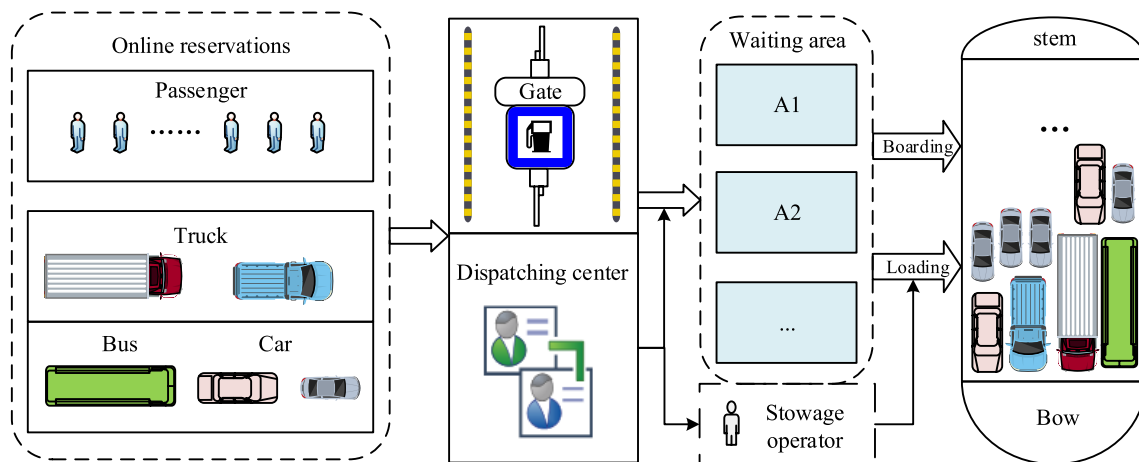 Online reservations
Passenger
......
Truck
Bus
Car
Gate
Dispatching center
Waiting area
A1
A2
...
Stowage
operator
Boarding
Loading
stem
...
Bow